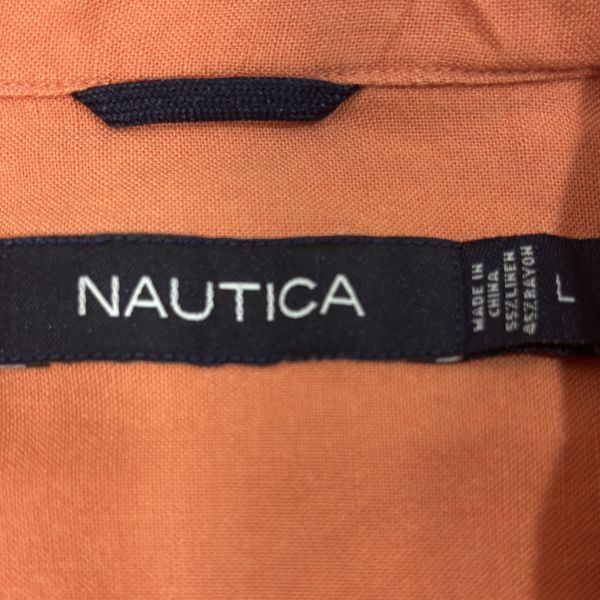 NAUTICA
MADE IN
CHINA
55% LINEN
45% RAYON
L